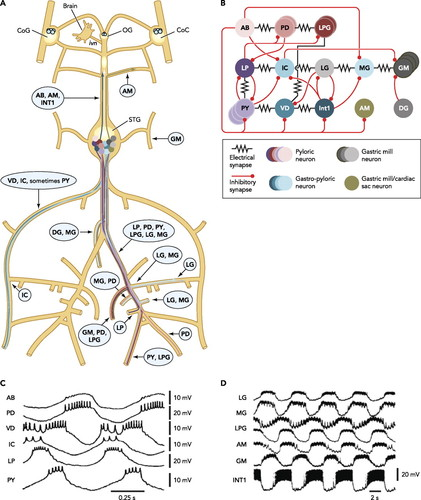 A
Brain
ivn
OG
CoG
CoC
AM
AB, AM,
INT1
STG
GM
VD, IC, sometimes PY
DG, MG
LP, PD, PY,
LPG, LG, MG
LG, MG
LG
MG, PD
IC
LG, MG
GM, PD,
LPG
LP
PD
PY, LPG
B
AB
PD
LPG
LP
IC
LG
MG
GM
PY
VD
Int1
AM
DG
Electrical
synapse
Pyloric
neuron
Gastric mill
neuron
Inhibitory
synapse
Gastro-pyloric
neuron
Gastric mill/cardiac
sac neuron
C
AB
10 mV
PD
20 mV
VD
10 mV
IC
10 mV
LP
20 mV
PY
10 mV
0.25 s
D
LG
MG
LPG
AM
GM
INT1
20 mV
2 s